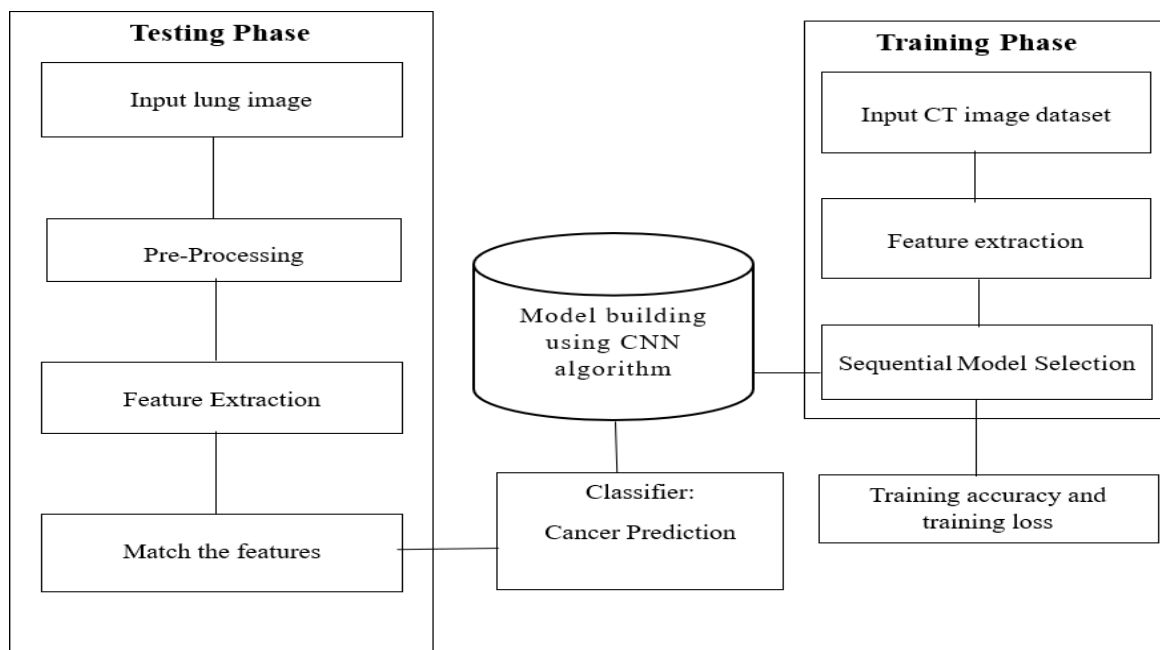 Testing Phase
Input lung image
Pre-Processing
Feature Extraction
Match the features
Model building
using CNN
algorithm
Classifier:
Cancer Prediction
Training Phase
Input CT image dataset
Feature extraction
Sequential Model Selection
Training accuracy and
training loss